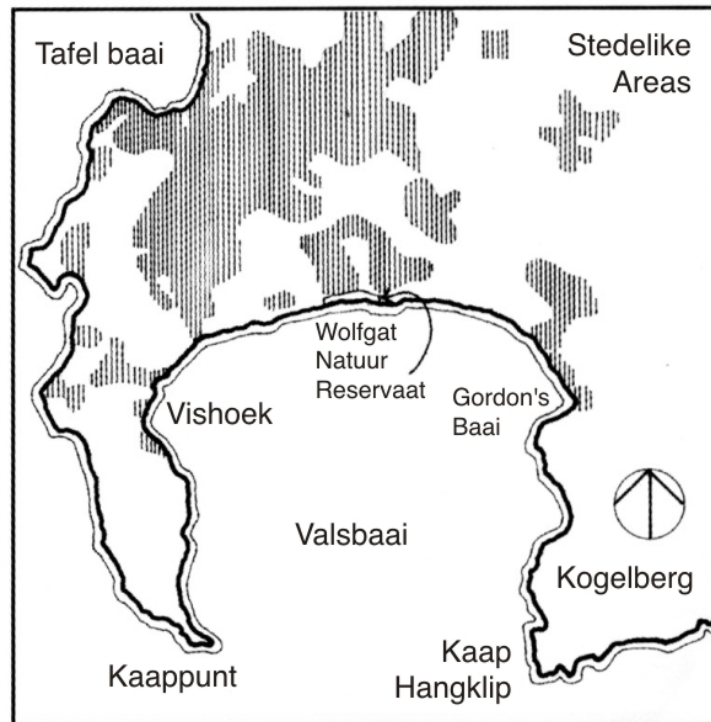 Tafel baai
Stedelike
Areas
Wolfgat
Natuur
Reservaat
Gordon's
Baai
Vishoek
Valsbaai
Kogelberg
Kaappunt
Kaap
Hangklip